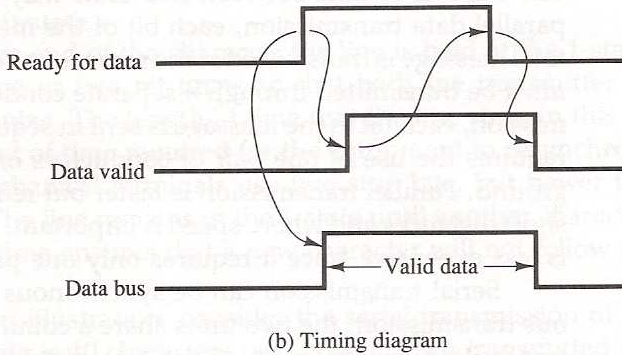 Ready for data
Data valid
Valid data
Data bus
(b) Timing diagram